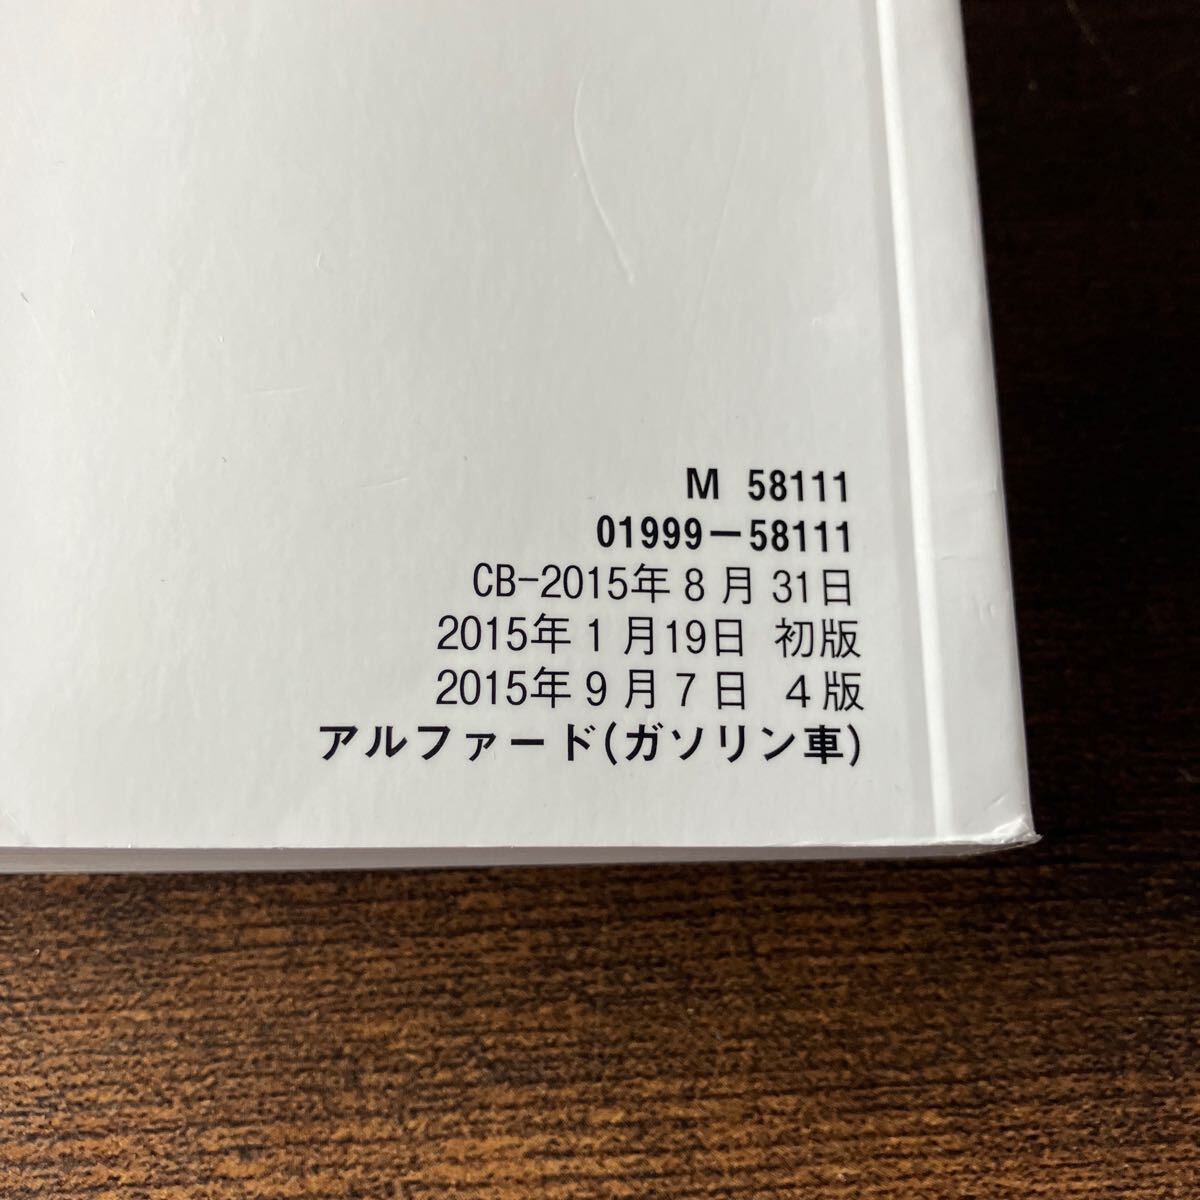 M 58111
01999-58111
CB-2015年8月31日
2015年1月19日 初版
2015年9月7日 4版
アルファード(ガソリン車)